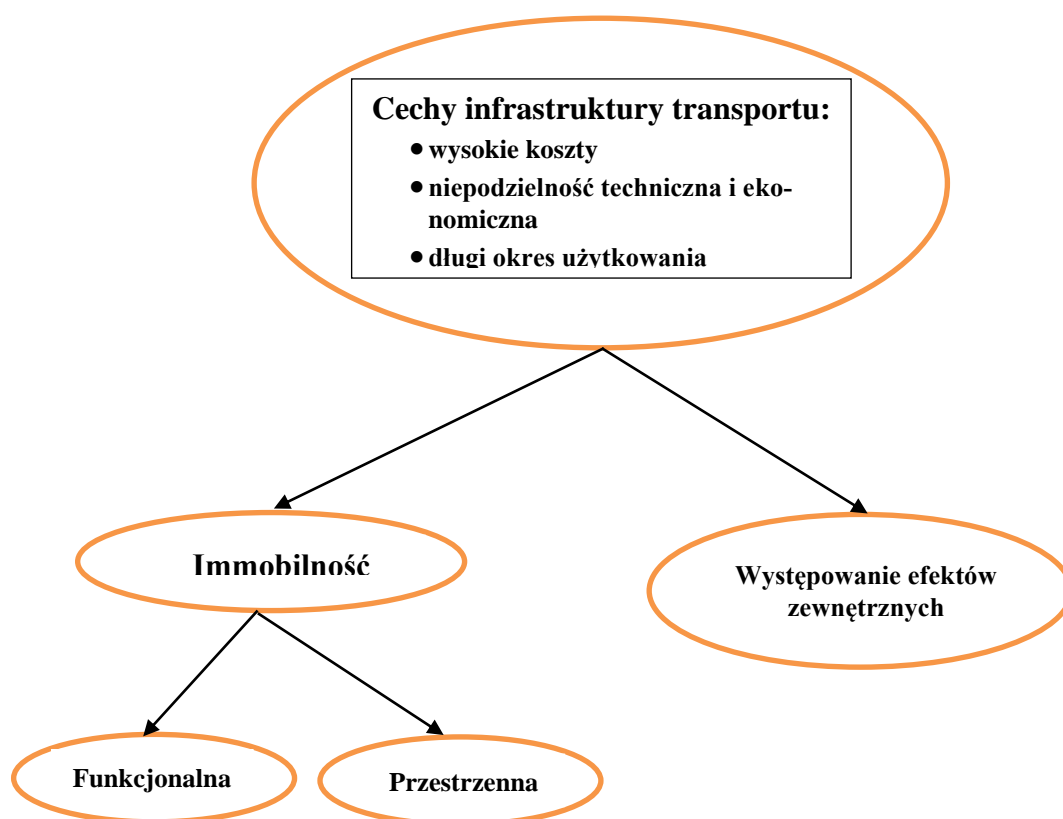 Cechy infrastruktury transportu:
• wysokie koszty
• niepodzielność techniczna i eko-
nomiczna
• długi okres użytkowania
Immobilność
Występowanie efektów
zewnętrznych
Funkcjonalna
Przestrzenna